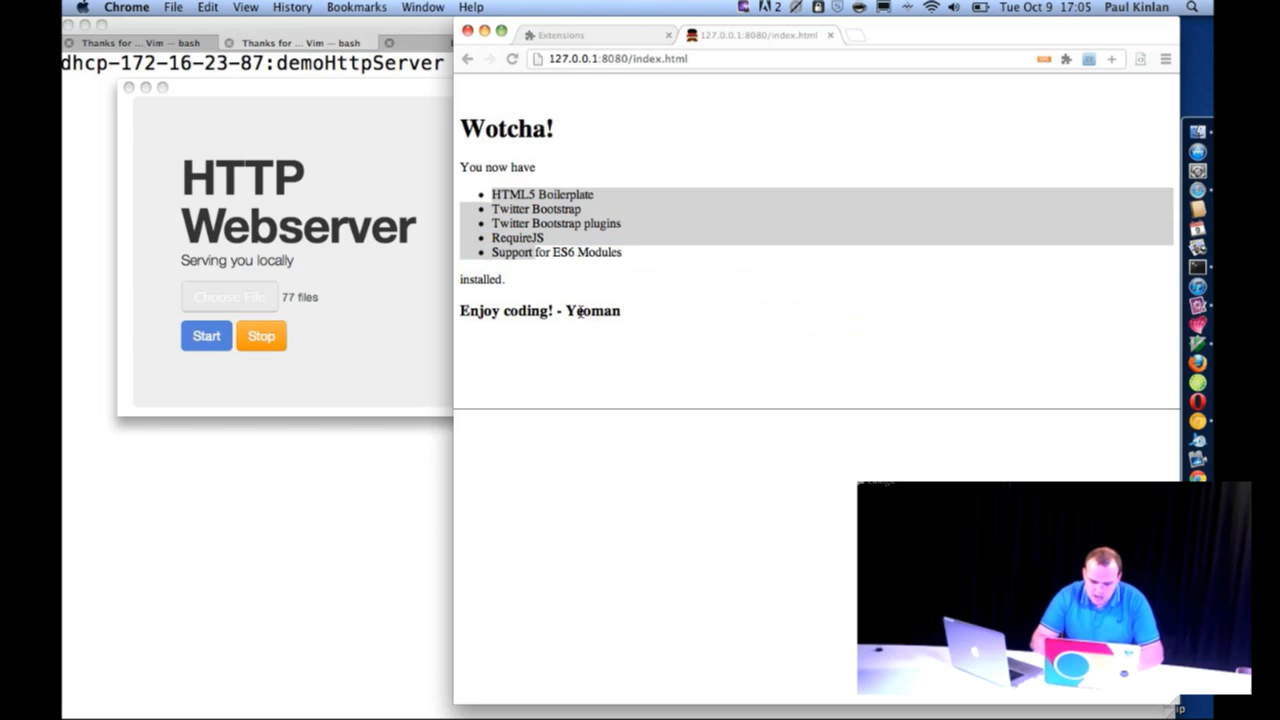 Chrome File Edit View History Bookmarks Window Help
2 Tue Oct 9 17:05 Paul Kinlan
Thanks for ... Vim — bash
Thanks for ... Vim — bash
dhcp-172-16-23-87:demoHttpServer
HTTP
Webserver
Serving you locally
Choose File 77 files
Start Stop
Extensions
127.0.0.1:8080/index.html
127.0.0.1:8080/index.html
Wotcha!
You now have
HTML5 Boilerplate
Twitter Bootstrap
Twitter Bootstrap plugins
RequireJS
Support for ES6 Modules
installed.
Enjoy coding! - Yeoman